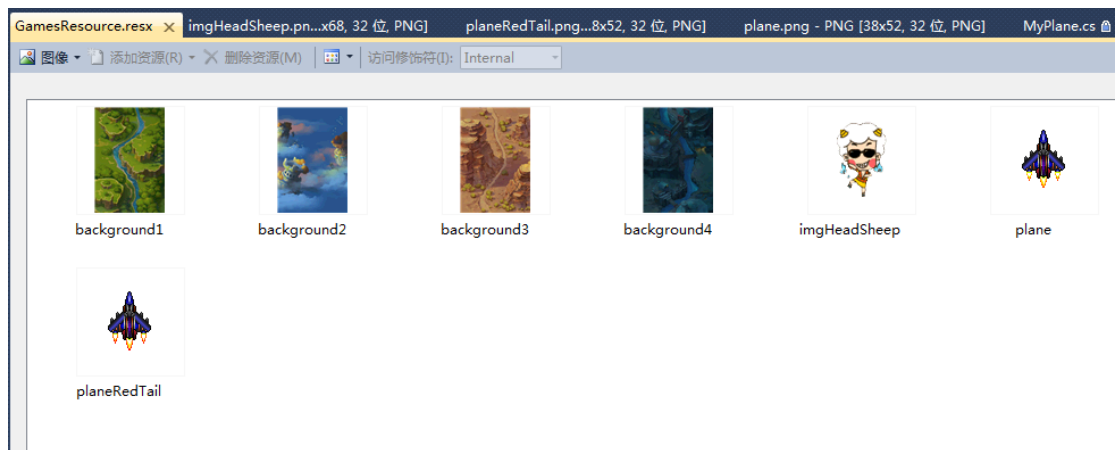 GamesResource.resx imgHeadSheep.pn...x68, 32 位, PNG] planeRedTail.png...8x52, 32 位, PNG] plane.png - PNG [38x52, 32 位, PNG] MyPlane.cs
图像 添加资源(R) 删除资源(M) 访问修饰符(I): Internal
background1 background2 background3 background4 imgHeadSheep plane
planeRedTail